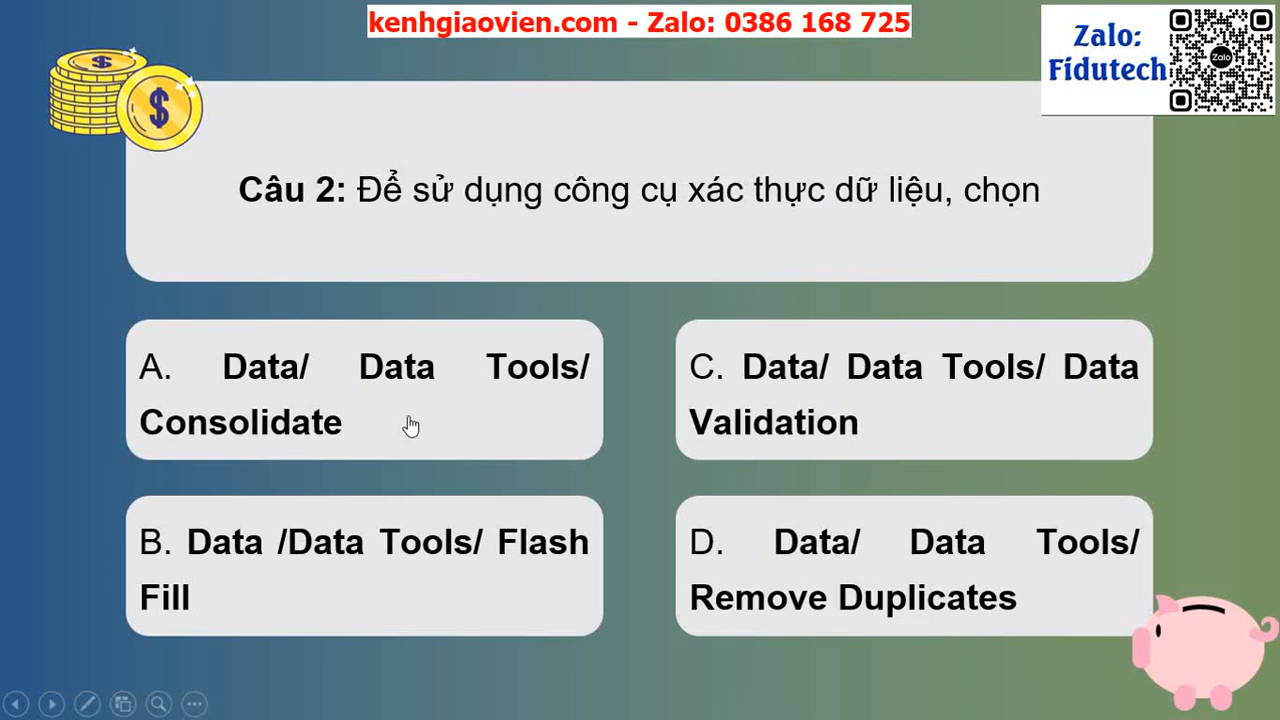 kenhgiaovien.com - Zalo: 0386 168 725
Zalo:
Fidutech
Zalo
Câu 2: Để sử dụng công cụ xác thực dữ liệu, chọn
A. Data/ Data Tools/
Consolidate
B. Data /Data Tools/ Flash
Fill
C. Data/ Data Tools/ Data
Validation
D. Data/ Data Tools/
Remove Duplicates